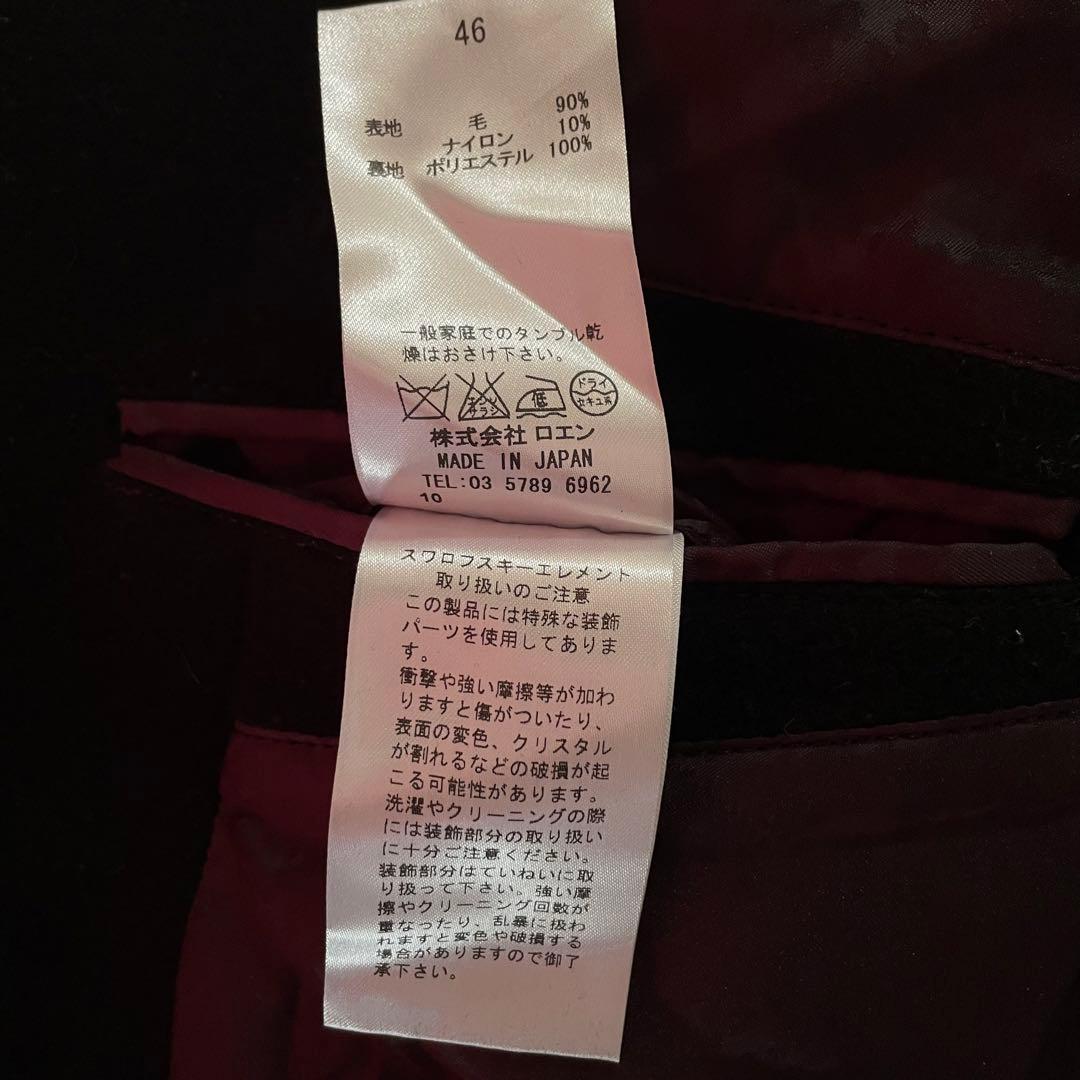 46
90%
表地 毛 10%
ナイロン
裏地 ポリエステル 100%
一般家庭でのタンブル乾
燥はおさけ下さい。
エンソ サラシ 低 ドライ セキユ系
株式会社 ロエン
MADE IN JAPAN
TEL:03 5789 6962
10
スワロフスキーエレメント
取り扱いのご注意
この製品には特殊な装飾
パーツを使用してありま
す。
衝撃や強い摩擦等が加わ
りますと傷がついたり、
表面の変色、クリスタル
が割れるなどの破損が起
こる可能性があります。
洗濯やクリーニングの際
には装飾部分の取り扱い
に十分ご注意ください。
装飾部分はていねいに取
り扱って下さい。強い摩
擦やクリーニング回数が
重なったり、乱暴に扱わ
れますと変色や破損する
場合がありますので御了
承下さい。